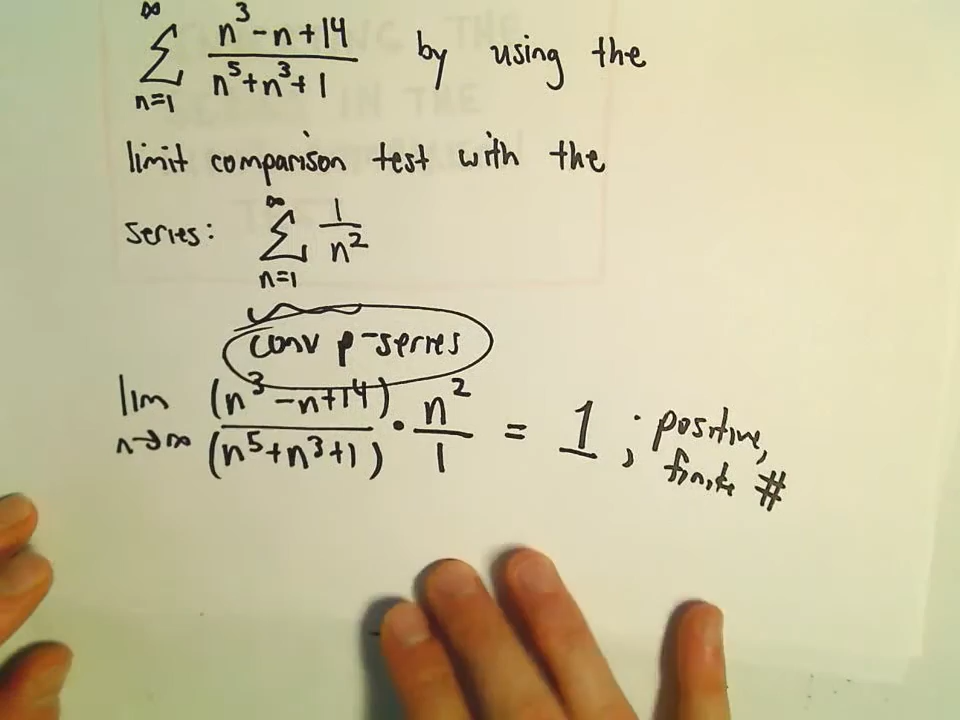 ∞
∑ (n³ - n + 14)/(n⁵ + n³ + 1) by using the
n=1
limit comparison test with the
series: ∞
∑ 1/n²
n=1
conv p-series
lim (n³ - n + 14)/(n⁵ + n³ + 1) · n²/1 = 1 ; positive,
n→∞ finite #